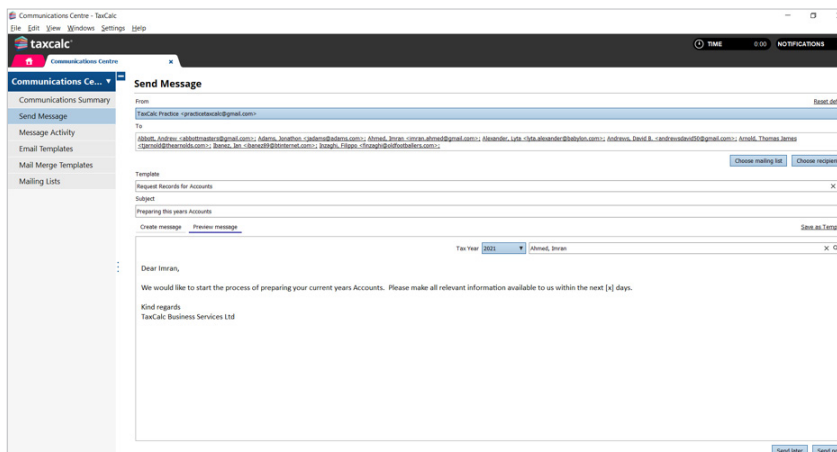 Communications Centre - TaxCalc
File Edit View Windows Settings Help
taxcalc
TIME 0:00 NOTIFICATIONS
Communications Centre x
Communications Ce... ▼
Communications Summary
Send Message
Message Activity
Email Templates
Mail Merge Templates
Mailing Lists
Send Message
From
Reset def
TaxCalc Practice <practicetaxcalc@gmail.com>
To
Abbott, Andrew <abbottmasters@gmail.com>; Adams, Jonathon <jadams@adams.com>; Ahmed, Imran <imran.ahmed@gmail.com>; Alexander, Lyta <lyta.alexander@babylon.com>; Andrews, David B. <andrewsdavid50@gmail.com>; Arnold, Thomas James
<tjarnold@thearnolds.com>; Ibanez, Ian <ibanez89@btinternet.com>; Inzaghi, Filippo <finzaghi@oldfootballers.com>;
Choose mailing list Choose recipien
Template
Request Records for Accounts
Subject
Preparing this years Accounts
Create message Preview message Save as Temp
Tax Year 2021 Ahmed, Imran
Dear Imran,
We would like to start the process of preparing your current years Accounts. Please make all relevant information available to us within the next [x] days.
Kind regards
TaxCalc Business Services Ltd
Send later